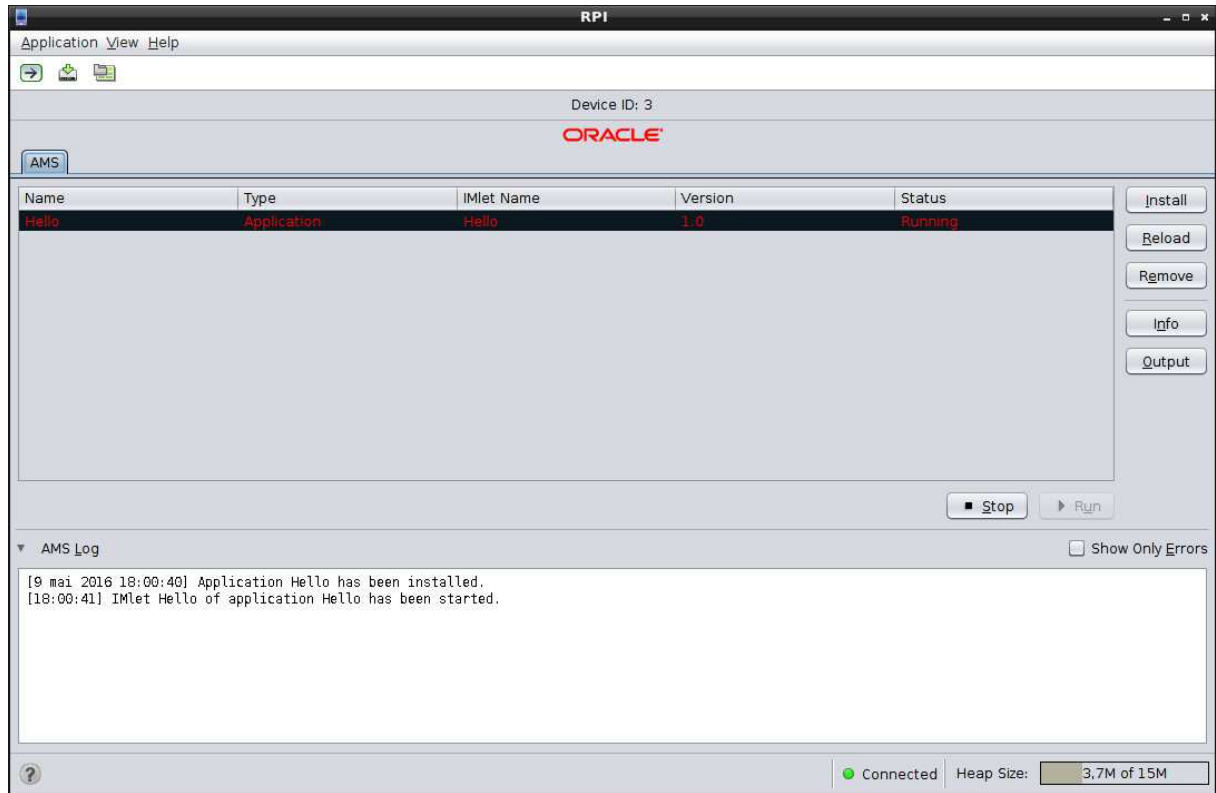 RPI
Application View Help
Device ID: 3
ORACLE
AMS
Name Type IMlet Name Version Status
Hello Application Hello 1.0 Running
Install
Reload
Remove
Info
Output
Stop Run
AMS Log Show Only Errors
[9 mai 2016 18:00:40] Application Hello has been installed.
[18:00:41] IMlet Hello of application Hello has been started.
? Connected Heap Size: 3,7M of 15M